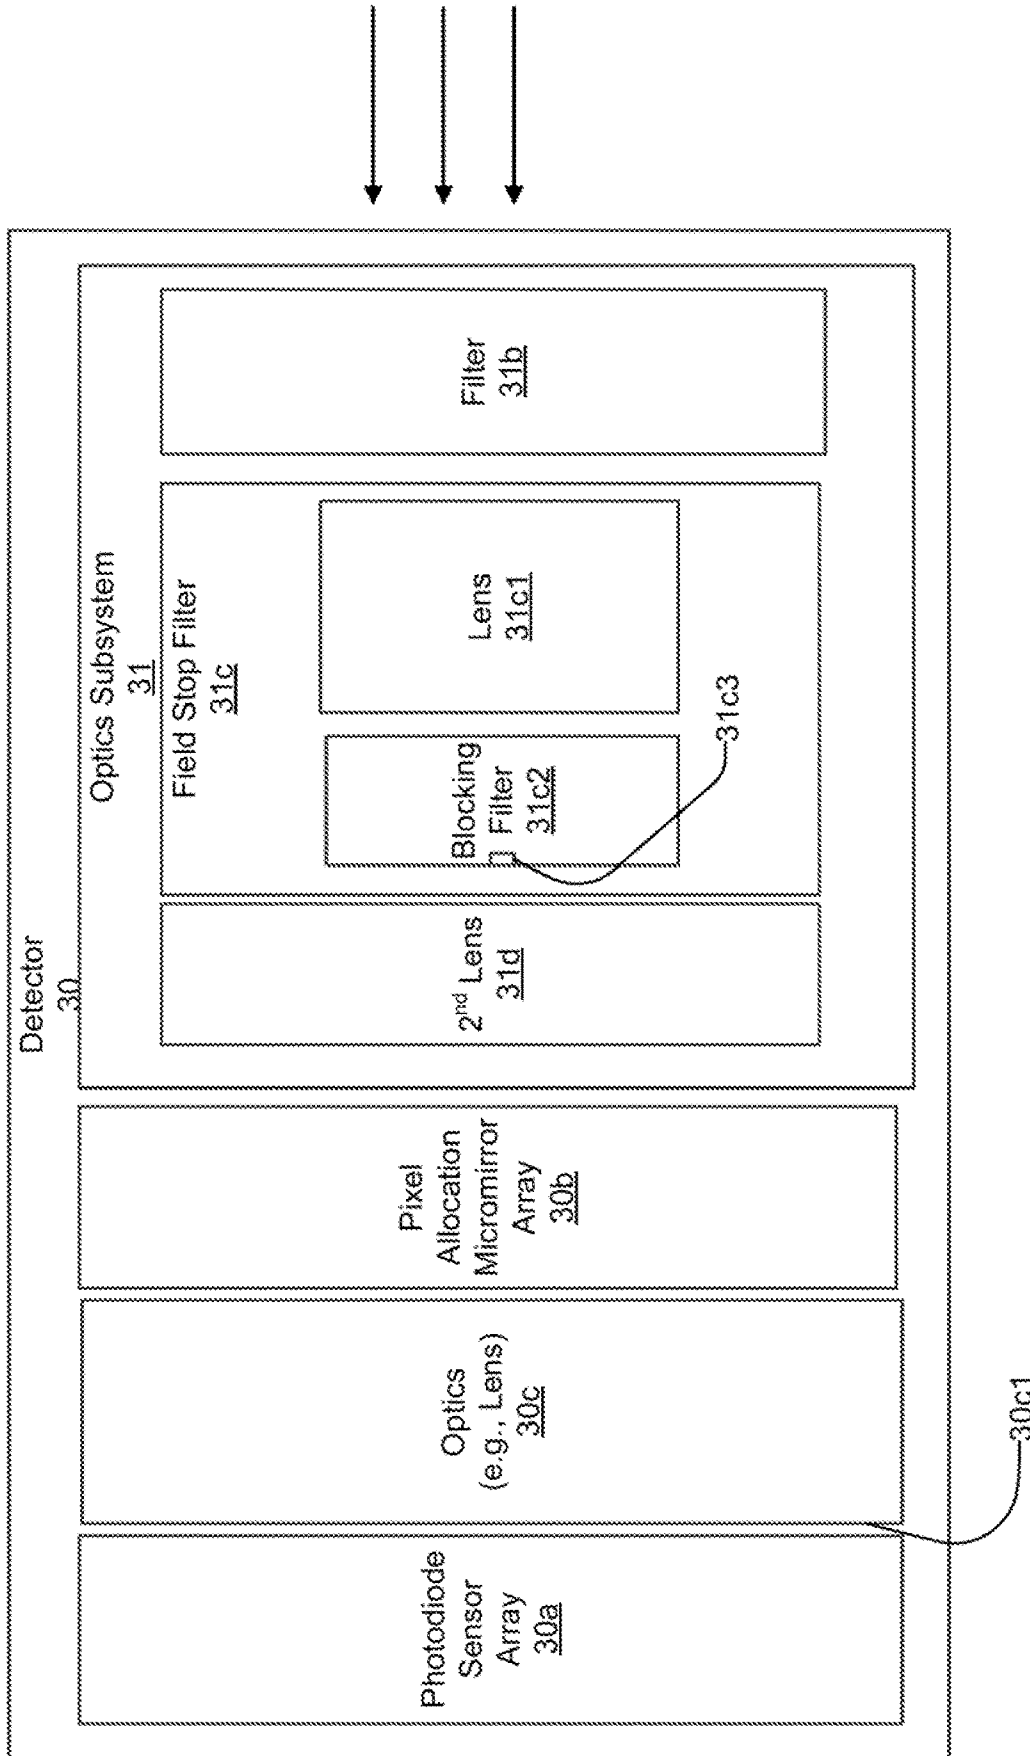 Detector
30
Optics Subsystem
31
Filter
31b
Field Stop Filter
31c
Lens
31c1
Blocking
Filter
31c2
31c3
2nd Lens
31d
Pixel
Allocation
Micromirror
Array
30b
Optics
(e.g., Lens)
30c
30c1
Photodiode
Sensor
Array
30a